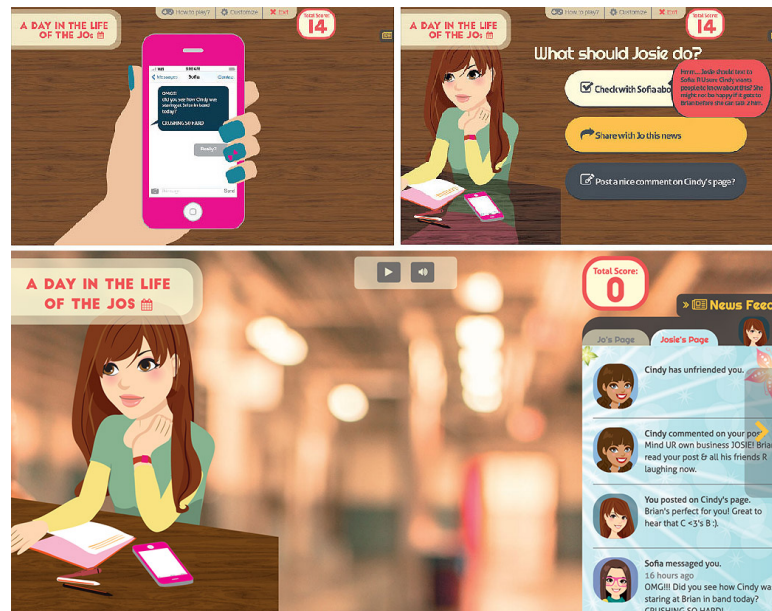 How to play? Customize Exit
A DAY IN THE LIFE
OF THE JOs
Total Score:
14
Messages Sofia Contact
OMG!!!
did you see how Cindy was
staring at Brian in band
today?
CRUSHING SO HARD
Really?
Message Send
How to play? Customize Exit
A DAY IN THE LIFE
OF THE JOs
Total Score:
14
What should Josie do?
Check with Sofia abo
Hmm... Josie should text to
Sofia: R U sure Cindy wants
people to know about this? She
might not be happy if it gets to
Brian before she can talk 2 him.
Share with Jo this news
Post a nice comment on Cindy's page?
A DAY IN THE LIFE
OF THE JOS
Total Score:
0
» News Feed
Jo's Page Josie's Page
Cindy has unfriended you.
Cindy commented on your post
Mind UR own business JOSIE! Bria
read your post & all his friends R
laughing now.
You posted on Cindy's page.
Brian's perfect for you! Great to
hear that C <3's B :).
Sofia messaged you.
16 hours ago
OMG!!! Did you see how Cindy wa
staring at Brian in band today?
CRUSHING SO HARD!